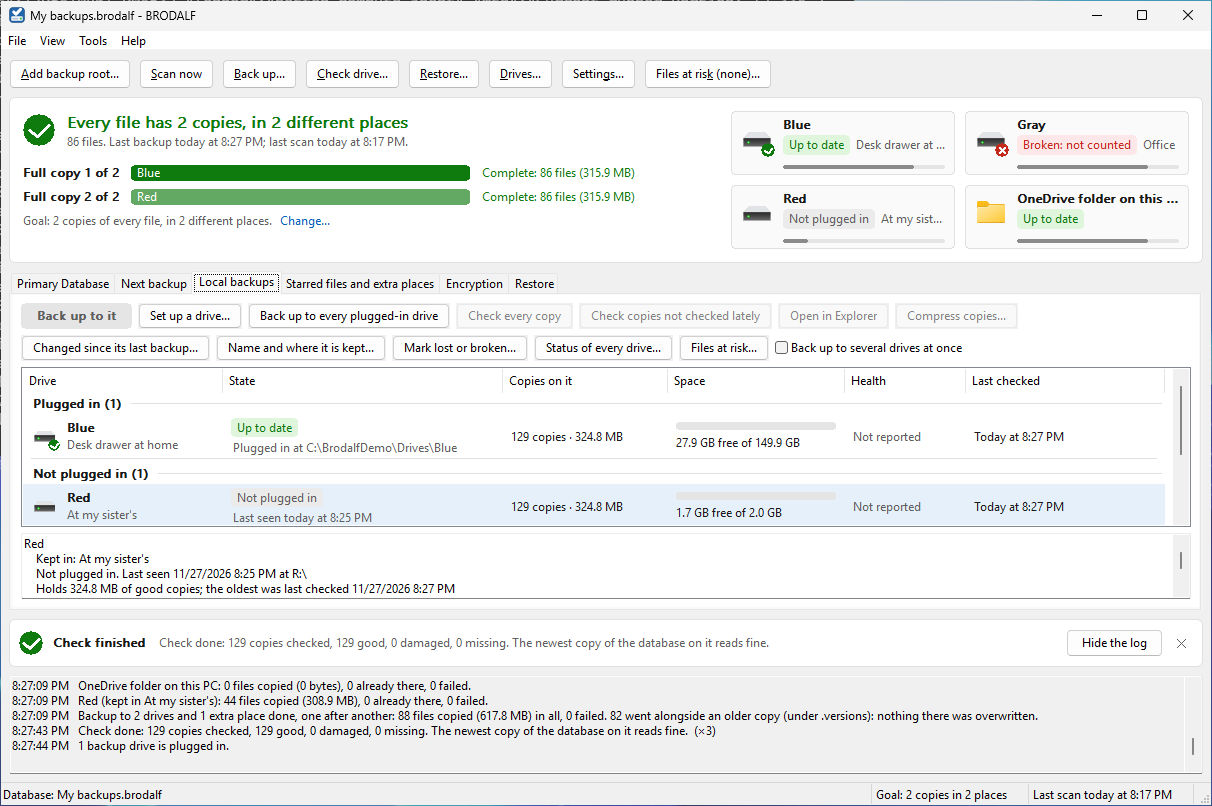 My backups.brodalf - BRODALF
File View Tools Help
Add backup root... Scan now Back up... Check drive... Restore... Drives... Settings... Files at risk (none)...
Every file has 2 copies, in 2 different places
86 files. Last backup today at 8:27 PM; last scan today at 8:17 PM.
Full copy 1 of 2 Blue Complete: 86 files (315.9 MB)
Full copy 2 of 2 Red Complete: 86 files (315.9 MB)
Goal: 2 copies of every file, in 2 different places. Change...
Blue
Up to date Desk drawer at ...
Gray
Broken: not counted Office
Red
Not plugged in At my sist...
OneDrive folder on this ...
Up to date
Primary Database Next backup Local backups Starred files and extra places Encryption Restore
Back up to it Set up a drive... Back up to every plugged-in drive Check every copy Check copies not checked lately Open in Explorer Compress copies...
Changed since its last backup... Name and where it is kept... Mark lost or broken... Status of every drive... Files at risk... Back up to several drives at once
Drive State Copies on it Space Health Last checked
Plugged in (1)
Blue
Desk drawer at home
Up to date
Plugged in at C:\BrodalfDemo\Drives\Blue
129 copies · 324.8 MB
27.9 GB free of 149.9 GB
Not reported
Today at 8:27 PM
Not plugged in (1)
Red
At my sister's
Not plugged in
Last seen today at 8:25 PM
129 copies · 324.8 MB
1.7 GB free of 2.0 GB
Not reported
Today at 8:27 PM
Red
Kept in: At my sister's
Not plugged in. Last seen 11/27/2026 8:25 PM at R:\
Holds 324.8 MB of good copies; the oldest was last checked 11/27/2026 8:27 PM
Check finished Check done: 129 copies checked, 129 good, 0 damaged, 0 missing. The newest copy of the database on it reads fine. Hide the log
8:27:09 PM OneDrive folder on this PC: 0 files copied (0 bytes), 0 already there, 0 failed.
8:27:09 PM Red (kept in At my sister's): 44 files copied (308.9 MB), 0 already there, 0 failed.
8:27:09 PM Backup to 2 drives and 1 extra place done, one after another: 88 files copied (617.8 MB) in all, 0 failed. 82 went alongside an older copy (under .versions): nothing there was overwritten.
8:27:43 PM Check done: 129 copies checked, 129 good, 0 damaged, 0 missing. The newest copy of the database on it reads fine. (×3)
8:27:44 PM 1 backup drive is plugged in.
Database: My backups.brodalf Goal: 2 copies in 2 places Last scan today at 8:17 PM